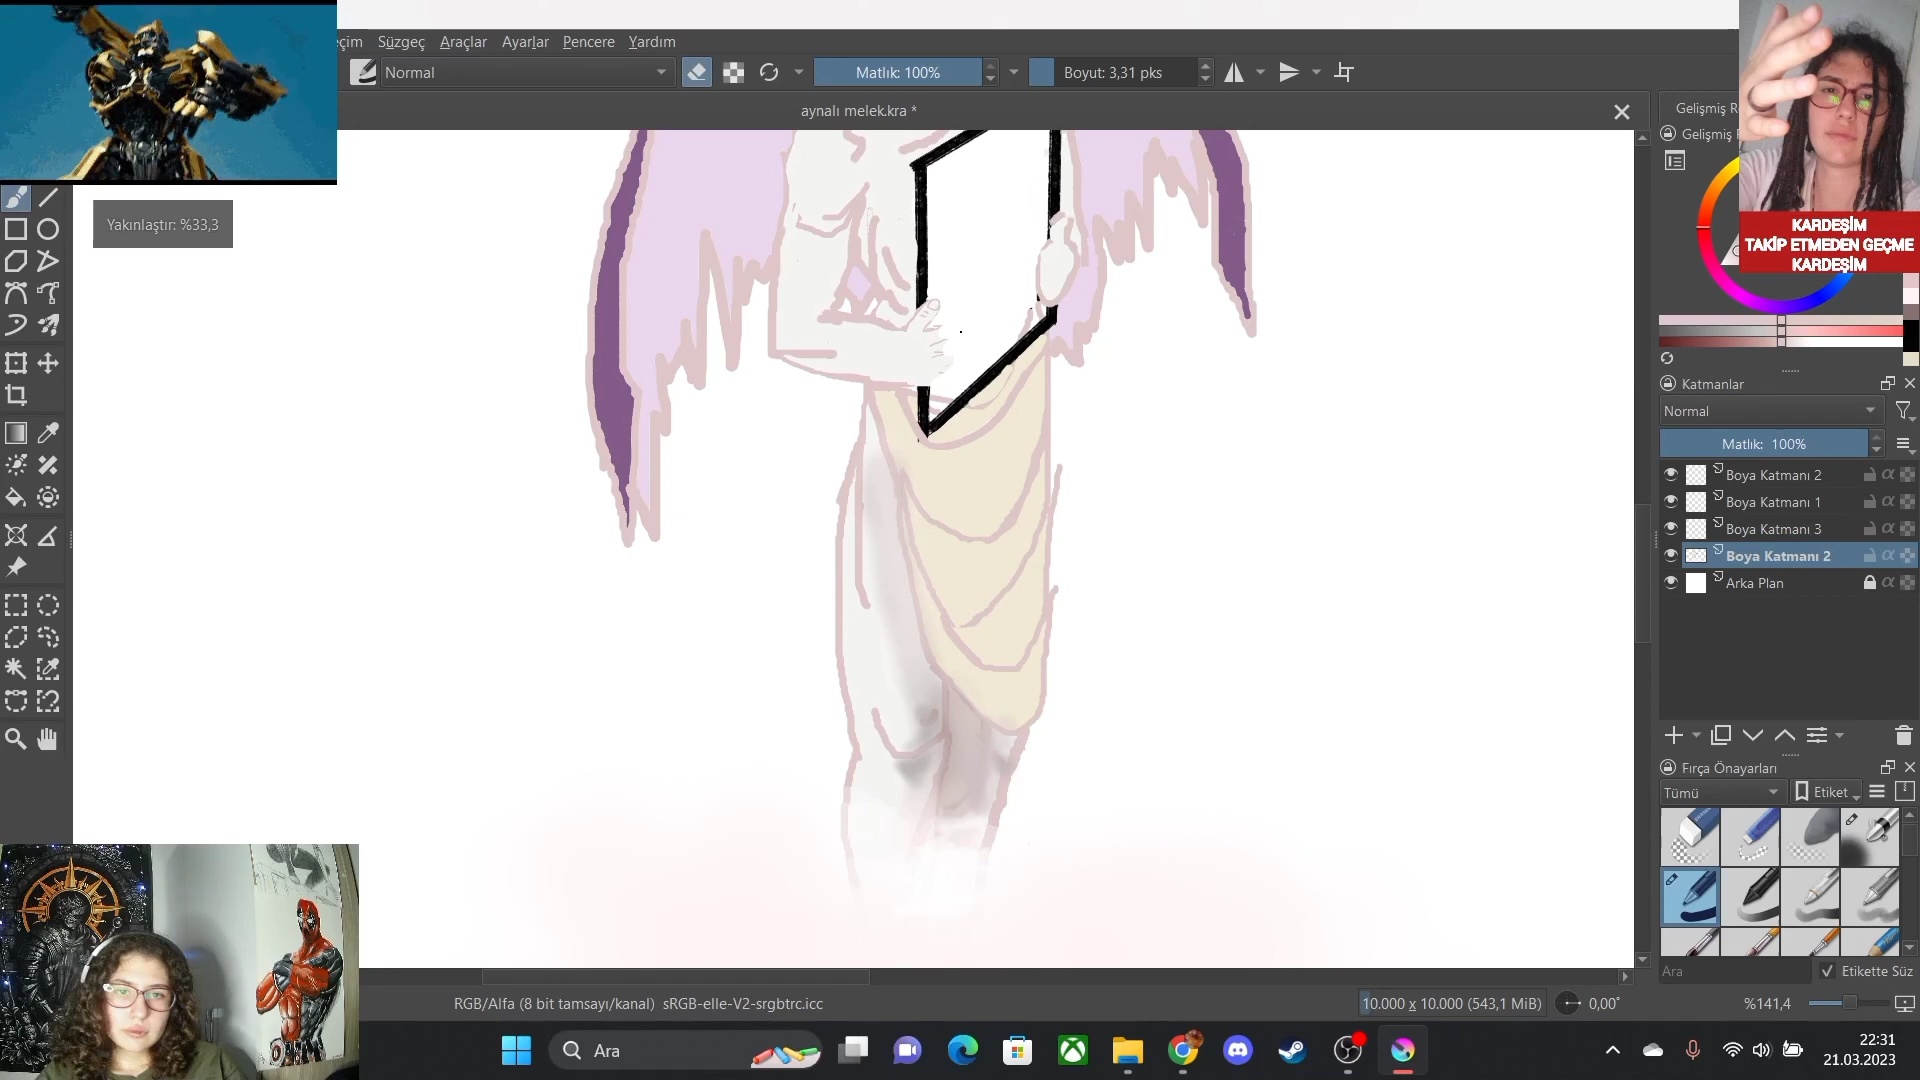 çim Süzgeç Araçlar Ayarlar Pencere Yardım
Normal
Matlık: 100%
Boyut: 3,31 pks
aynalı melek.kra *
Gelişmiş R
Gelişmiş
KARDEŞİM
TAKİP ETMEDEN GEÇME
KARDEŞİM
Yakınlaştır: %33,3
Katmanlar
Normal
Matlık: 100%
Boya Katmanı 2
Boya Katmanı 1
Boya Katmanı 3
Boya Katmanı 2
Arka Plan
Fırça Önayarları
Tümü
Etiket
Ara
Etikette Süz
RGB/Alfa (8 bit tamsayı/kanal) sRGB-elle-V2-srgbtrc.icc
10.000 x 10.000 (543,1 MiB)
0,00°
%141,4
Ara
22:31
21.03.2023